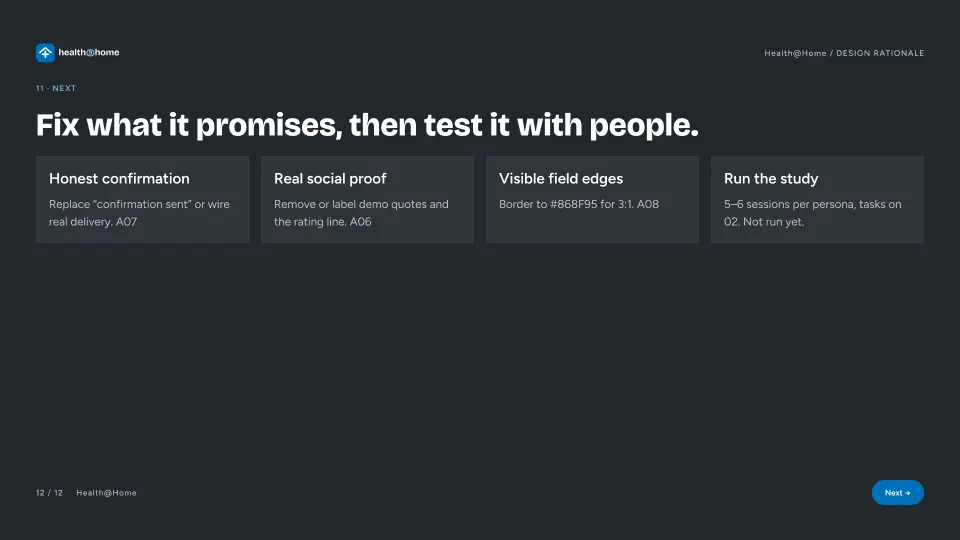 health@home
Health@Home / DESIGN RATIONALE
11 · NEXT
Fix what it promises, then test it with people.
Honest confirmation
Replace “confirmation sent” or wire
real delivery. A07
Real social proof
Remove or label demo quotes and
the rating line. A06
Visible field edges
Border to #868F95 for 3:1. A08
Run the study
5–6 sessions per persona, tasks on
02. Not run yet.
12 / 12 Health@Home
Next →